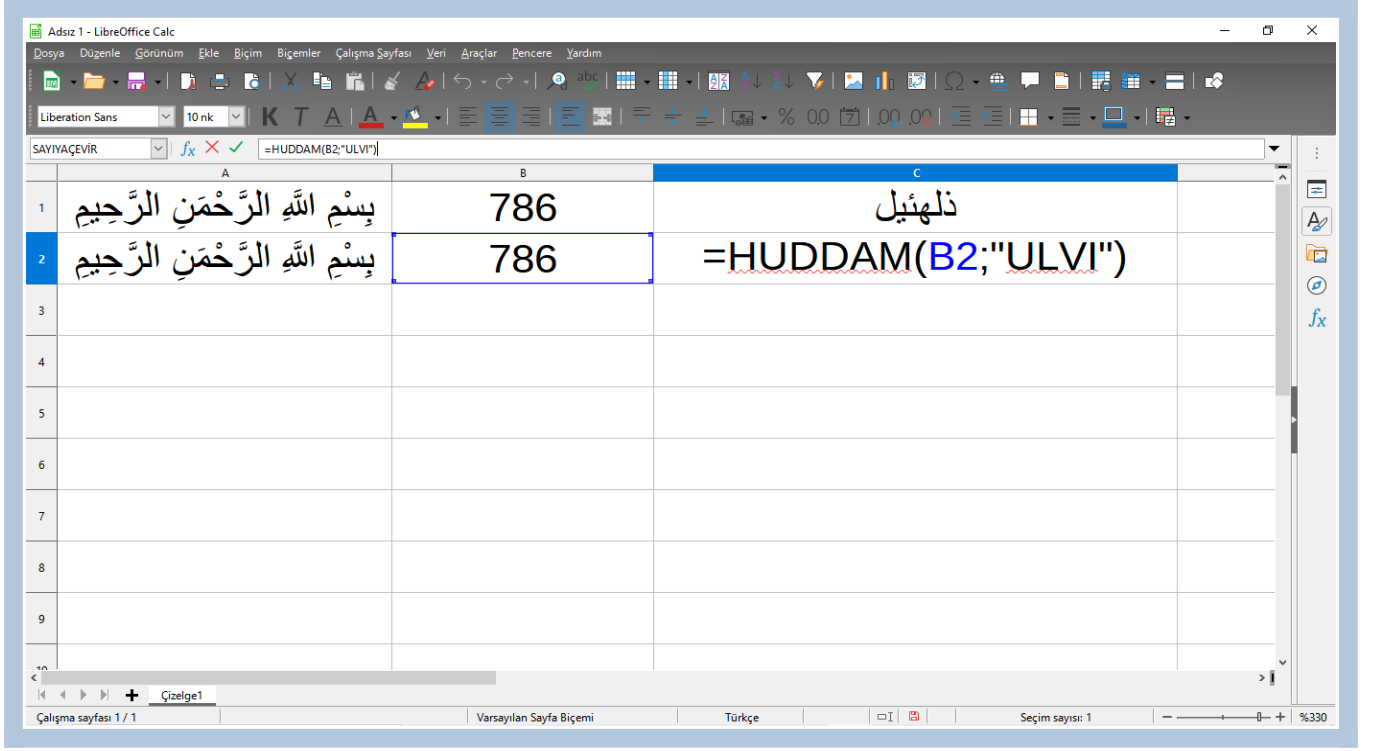 Adsız 1 - LibreOffice Calc
Dosya Düzenle Görünüm Ekle Biçim Biçemler Çalışma Sayfası Veri Araçlar Pencere Yardım
Liberation Sans 10 nk K T A A
SAYIYAÇEVİR fx =HUDDAM(B2;"ULVI")
A B C
1 بِسْمِ اللَّهِ الرَّحْمَنِ الرَّحِيمِ 786 ذلهئيل
2 بِسْمِ اللَّهِ الرَّحْمَنِ الرَّحِيمِ 786 =HUDDAM(B2;"ULVI")
3
4
5
6
7
8
9
10
Çizelge1
Çalışma sayfası 1 / 1 Varsayılan Sayfa Biçemi Türkçe Seçim sayısı: 1 %330